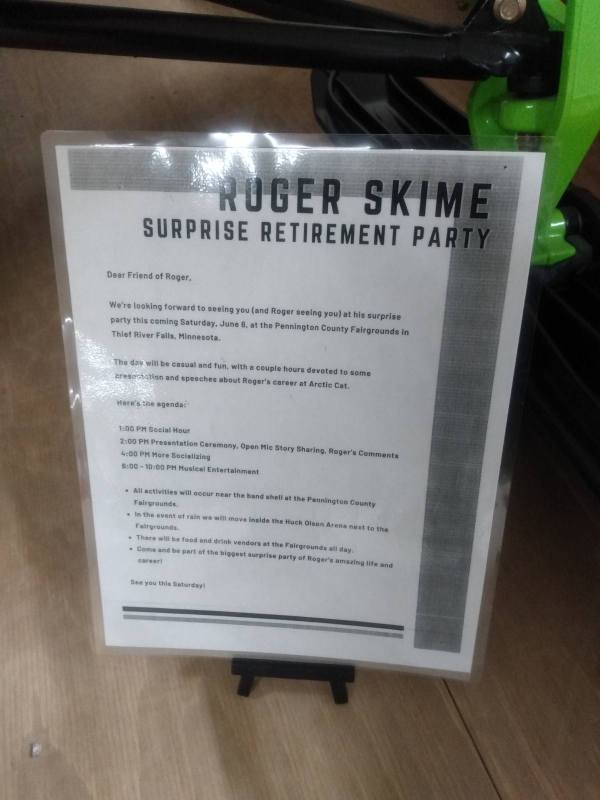 ROGER SKIME
SURPRISE RETIREMENT PARTY
Dear Friend of Roger,
We're looking forward to seeing you (and Roger seeing you) at his surprise
party this coming Saturday, June 8, at the Pennington County Fairgrounds in
Thief River Falls, Minnesota.
The day will be casual and fun, with a couple hours devoted to some
presentation and speeches about Roger's career at Arctic Cat.
Here's the agenda:
1:00 PM Social Hour
2:00 PM Presentation Ceremony, Open Mic Story Sharing, Roger's Comments
4:00 PM More Socializing
6:00 - 10:00 PM Musical Entertainment
• All activities will occur near the band shell at the Pennington County
Fairgrounds.
• In the event of rain we will move inside the Huck Olson Arena next to the
Fairgrounds.
• There will be food and drink vendors at the Fairgrounds all day.
• Come and be part of the biggest surprise party of Roger's amazing life and
career!
See you this Saturday!